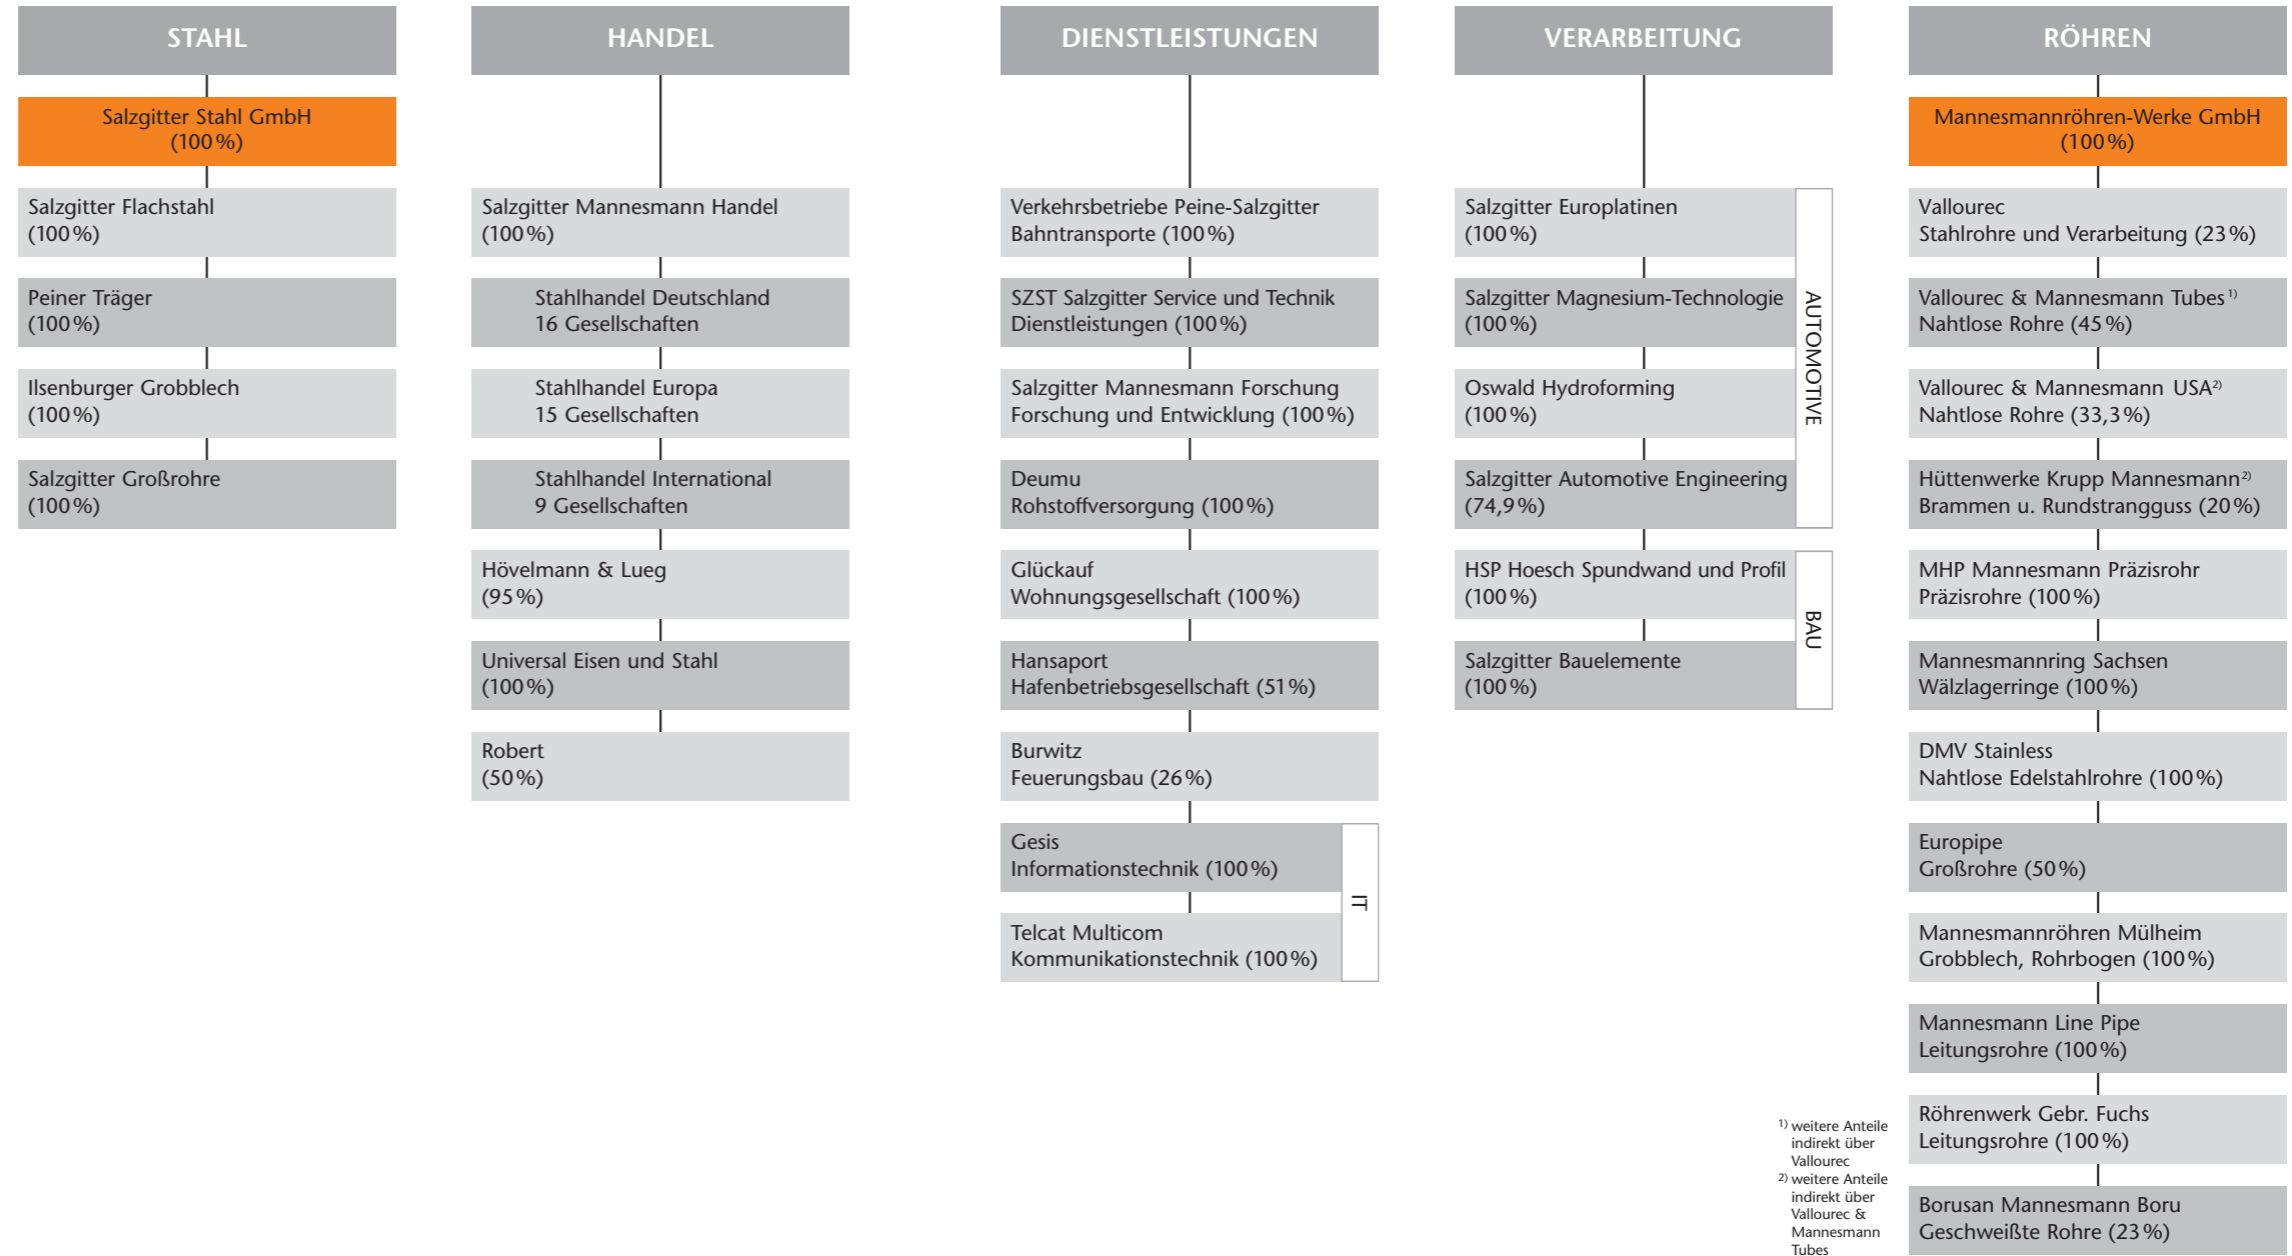 STAHL
Salzgitter Stahl GmbH
(100%)
Salzgitter Flachstahl
(100%)
Peiner Träger
(100%)
Ilsenburger Grobblech
(100%)
Salzgitter Großrohre
(100%)
HANDEL
Salzgitter Mannesmann Handel
(100%)
Stahlhandel Deutschland
16 Gesellschaften
Stahlhandel Europa
15 Gesellschaften
Stahlhandel International
9 Gesellschaften
Hövelmann & Lueg
(95%)
Universal Eisen und Stahl
(100%)
Robert
(50%)
DIENSTLEISTUNGEN
Verkehrsbetriebe Peine-Salzgitter
Bahntransporte (100%)
SZST Salzgitter Service und Technik
Dienstleistungen (100%)
Salzgitter Mannesmann Forschung
Forschung und Entwicklung (100%)
Deumu
Rohstoffversorgung (100%)
Glückauf
Wohnungsgesellschaft (100%)
Hansaport
Hafenbetriebsgesellschaft (51%)
Burwitz
Feuerungsbau (26%)
Gesis
Informationstechnik (100%)
Telcat Multicom
Kommunikationstechnik (100%)
IT
VERARBEITUNG
Salzgitter Europlatinen
(100%)
Salzgitter Magnesium-Technologie
(100%)
Oswald Hydroforming
(100%)
Salzgitter Automotive Engineering
(74,9%)
AUTOMOTIVE
HSP Hoesch Spundwand und Profil
(100%)
Salzgitter Bauelemente
(100%)
BAU
RÖHREN
Mannesmannröhren-Werke GmbH
(100%)
Vallourec
Stahlrohre und Verarbeitung (23%)
Vallourec & Mannesmann Tubes¹⁾
Nahtlose Rohre (45%)
Vallourec & Mannesmann USA²⁾
Nahtlose Rohre (33,3%)
Hüttenwerke Krupp Mannesmann²⁾
Brammen u. Rundstrangguss (20%)
MHP Mannesmann Präzisrohr
Präzisrohre (100%)
Mannesmannring Sachsen
Wälzlagerringe (100%)
DMV Stainless
Nahtlose Edelstahlrohre (100%)
Europipe
Großrohre (50%)
Mannesmannröhren Mülheim
Grobblech, Rohrbogen (100%)
Mannesmann Line Pipe
Leitungsrohre (100%)
Röhrenwerk Gebr. Fuchs
Leitungsrohre (100%)
Borusan Mannesmann Boru
Geschweißte Rohre (23%)
¹⁾ weitere Anteile
indirekt über
Vallourec
²⁾ weitere Anteile
indirekt über
Vallourec &
Mannesmann
Tubes